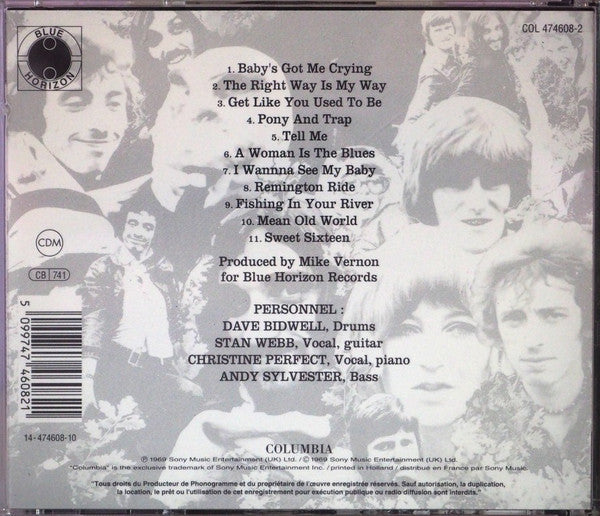 BLUE
HORIZON
COL 474608-2
1. Baby's Got Me Crying
2. The Right Way Is My Way
3. Get Like You Used To Be
4. Pony And Trap
5. Tell Me
6. A Woman Is The Blues
7. I Wannna See My Baby
8. Remington Ride
9. Fishing In Your River
10. Mean Old World
11. Sweet Sixteen
Produced by Mike Vernon
for Blue Horizon Records
CDM
CB 741
PERSONNEL :
DAVE BIDWELL, Drums
STAN WEBB, Vocal, guitar
CHRISTINE PERFECT, Vocal, piano
ANDY SYLVESTER, Bass
5 099747 460821
14-474608-10
COLUMBIA
℗ 1969 Sony Music Entertainment (UK) Ltd. / © 1969 Sony Music Entertainment (UK) Ltd.
"Columbia" is the exclusive trademark of Sony Music Entertainment Inc. / printed in Holland / distribué en France par Sony Music.
"Tous droits du Producteur de Phonogramme et du propriétaire de l'œuvre enregistrée réservés. Sauf autorisation, la duplication,
la location, le prêt ou l'utilisation de cet enregistrement pour exécution publique ou radio diffusion sont interdits."